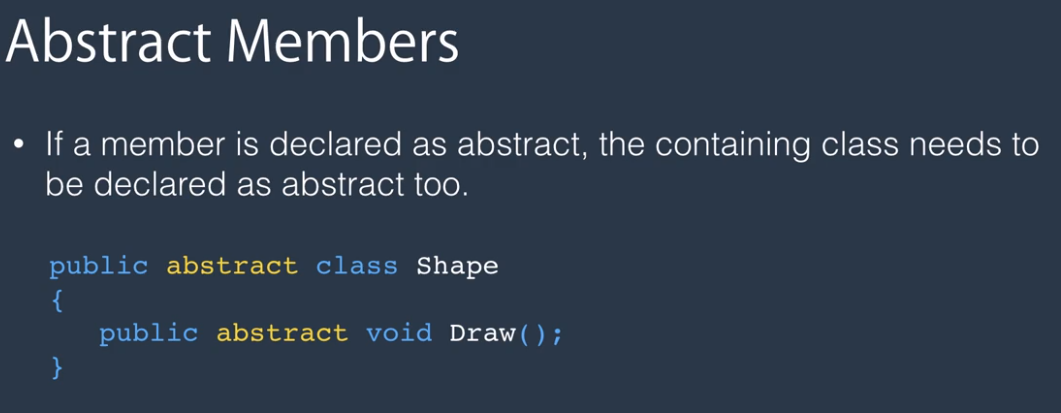 Abstract Members
• If a member is declared as abstract, the containing class needs to
be declared as abstract too.
public abstract class Shape
{
public abstract void Draw();
}